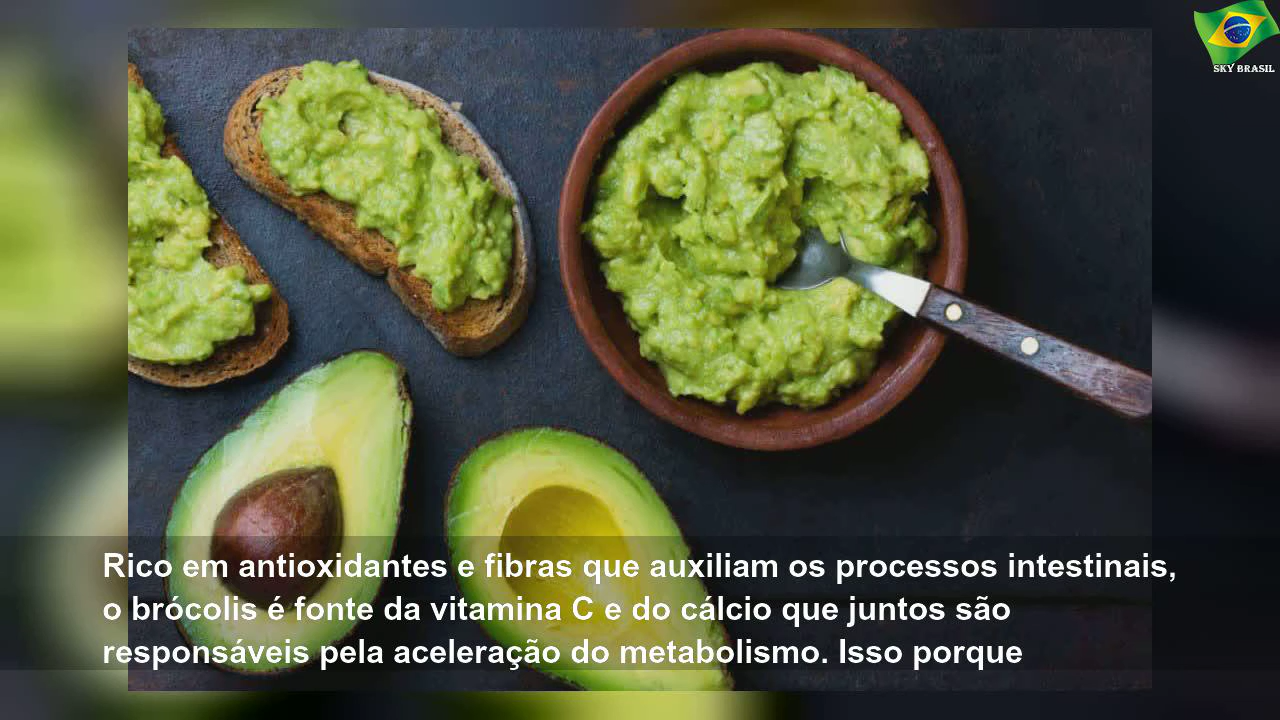 SKY BRASIL
Rico em antioxidantes e fibras que auxiliam os processos intestinais,
o brócolis é fonte da vitamina C e do cálcio que juntos são
responsáveis pela aceleração do metabolismo. Isso porque